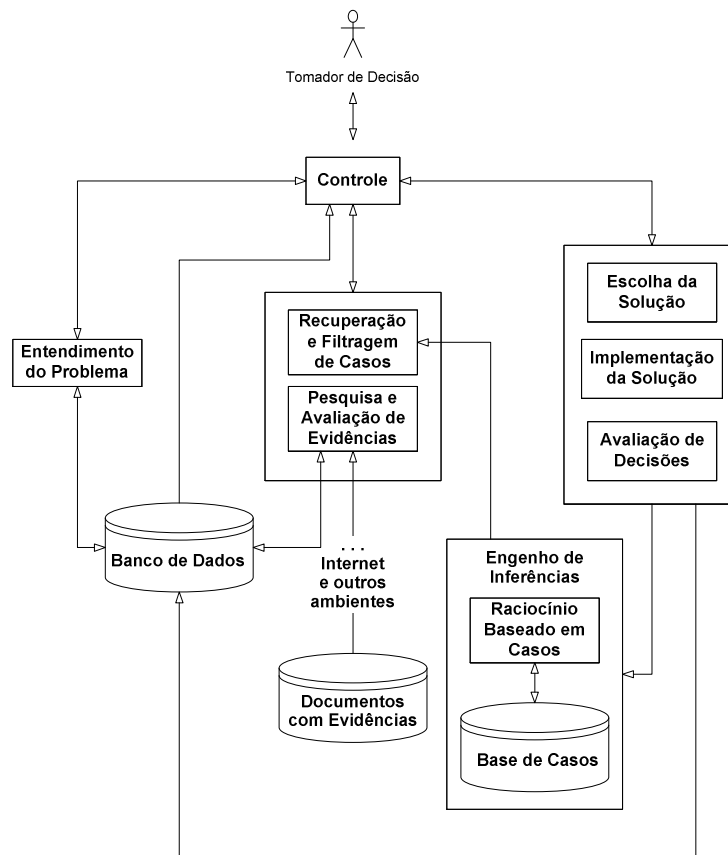 Tomador de Decisão
Controle
Entendimento
do Problema
Recuperação
e Filtragem
de Casos
Pesquisa e
Avaliação de
Evidências
Escolha da
Solução
Implementação
da Solução
Avaliação de
Decisões
Banco de Dados
. . .
Internet
e outros
ambientes
Documentos
com Evidências
Engenho de
Inferências
Raciocínio
Baseado em
Casos
Base de Casos